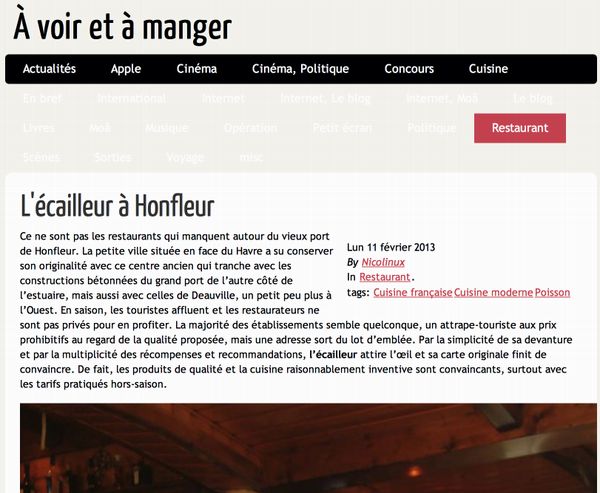 À voir et à manger
Actualités Apple Cinéma Cinéma, Politique Concours Cuisine
En bref International Internet Internet, Le blog Internet, Moâ Le blog
Livres Moâ Musique Opération Petit écran Politique Restaurant
Scènes Sorties Voyage misc
L'écailleur à Honfleur
Ce ne sont pas les restaurants qui manquent autour du vieux port
de Honfleur. La petite ville située en face du Havre a su conserver
son originalité avec ce centre ancien qui tranche avec les
constructions bétonnées du grand port de l'autre côté de
l'estuaire, mais aussi avec celles de Deauville, un petit peu plus à
l'Ouest. En saison, les touristes affluent et les restaurateurs ne
sont pas privés pour en profiter. La majorité des établissements semble quelconque, un attrape-touriste aux prix
prohibitifs au regard de la qualité proposée, mais une adresse sort du lot d'emblée. Par la simplicité de sa devanture
et par la multiplicité des récompenses et recommandations, l'écailleur attire l'œil et sa carte originale finit de
convaincre. De fait, les produits de qualité et la cuisine raisonnablement inventive sont convaincants, surtout avec
les tarifs pratiqués hors-saison.
Lun 11 février 2013
By Nicolinux
In Restaurant.
tags: Cuisine française Cuisine moderne Poisson